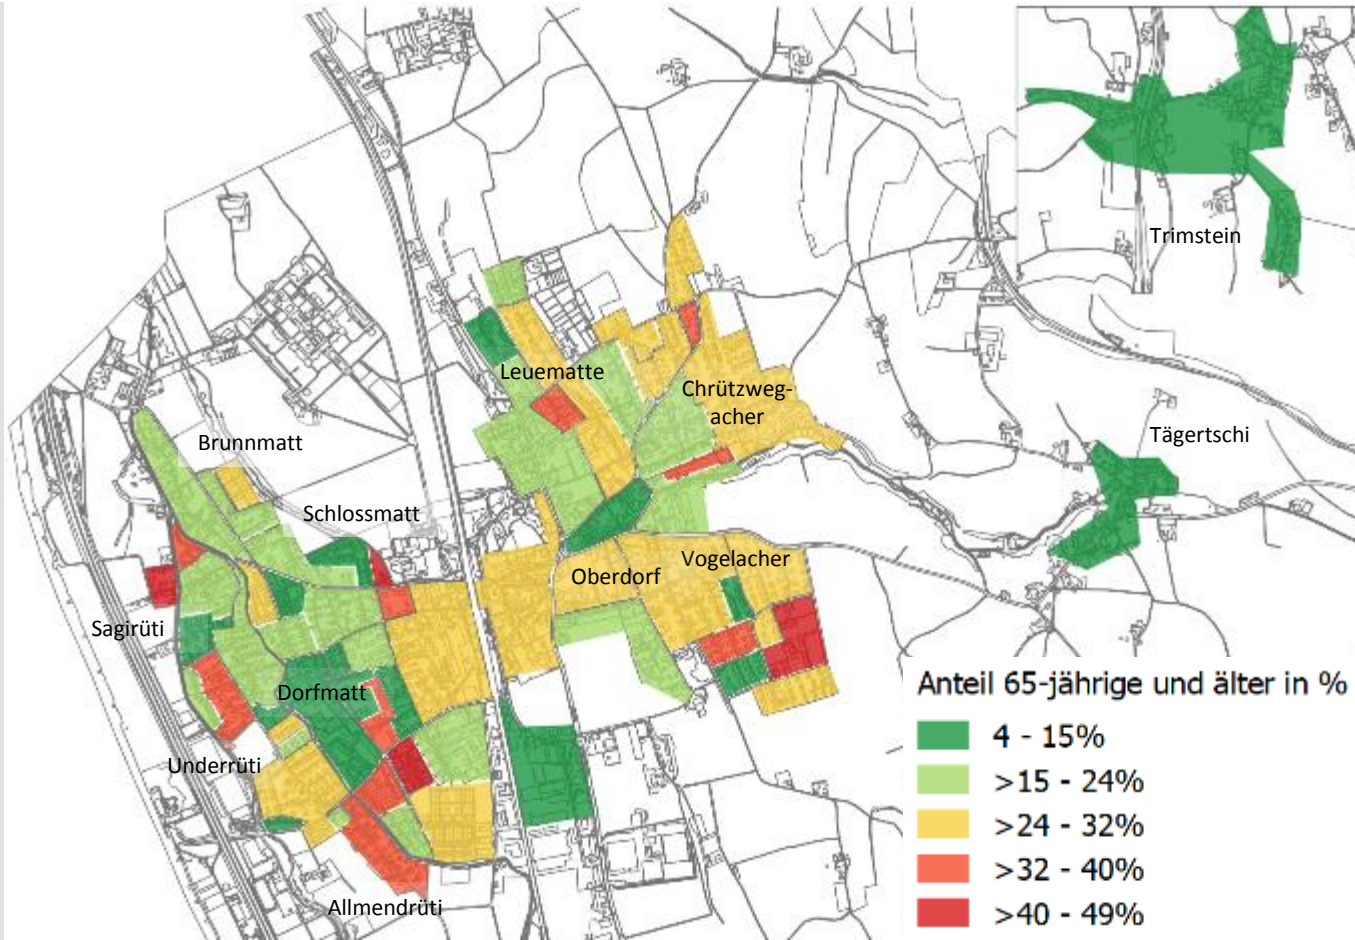 Trimstein
Leuematte
Chrützweg-
acher
Tägertschi
Brunnmatt
Schlossmatt
Oberdorf
Vogelacher
Sagirüti
Dorfmatt
Underrüti
Allmendrüti
Anteil 65-jährige und älter in %
4 - 15%
>15 - 24%
>24 - 32%
>32 - 40%
>40 - 49%